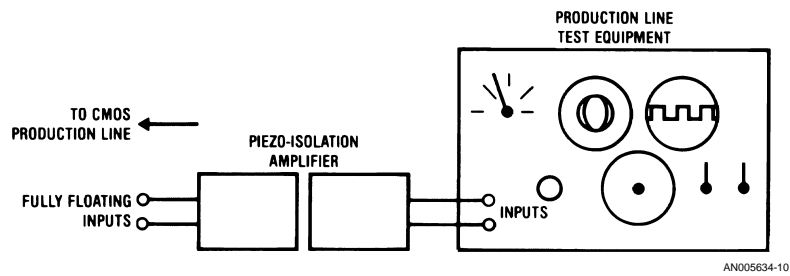 PRODUCTION LINE
TEST EQUIPMENT
TO CMOS
PRODUCTION LINE
PIEZO-ISOLATION
AMPLIFIER
FULLY FLOATING
INPUTS
INPUTS
AN005634-10